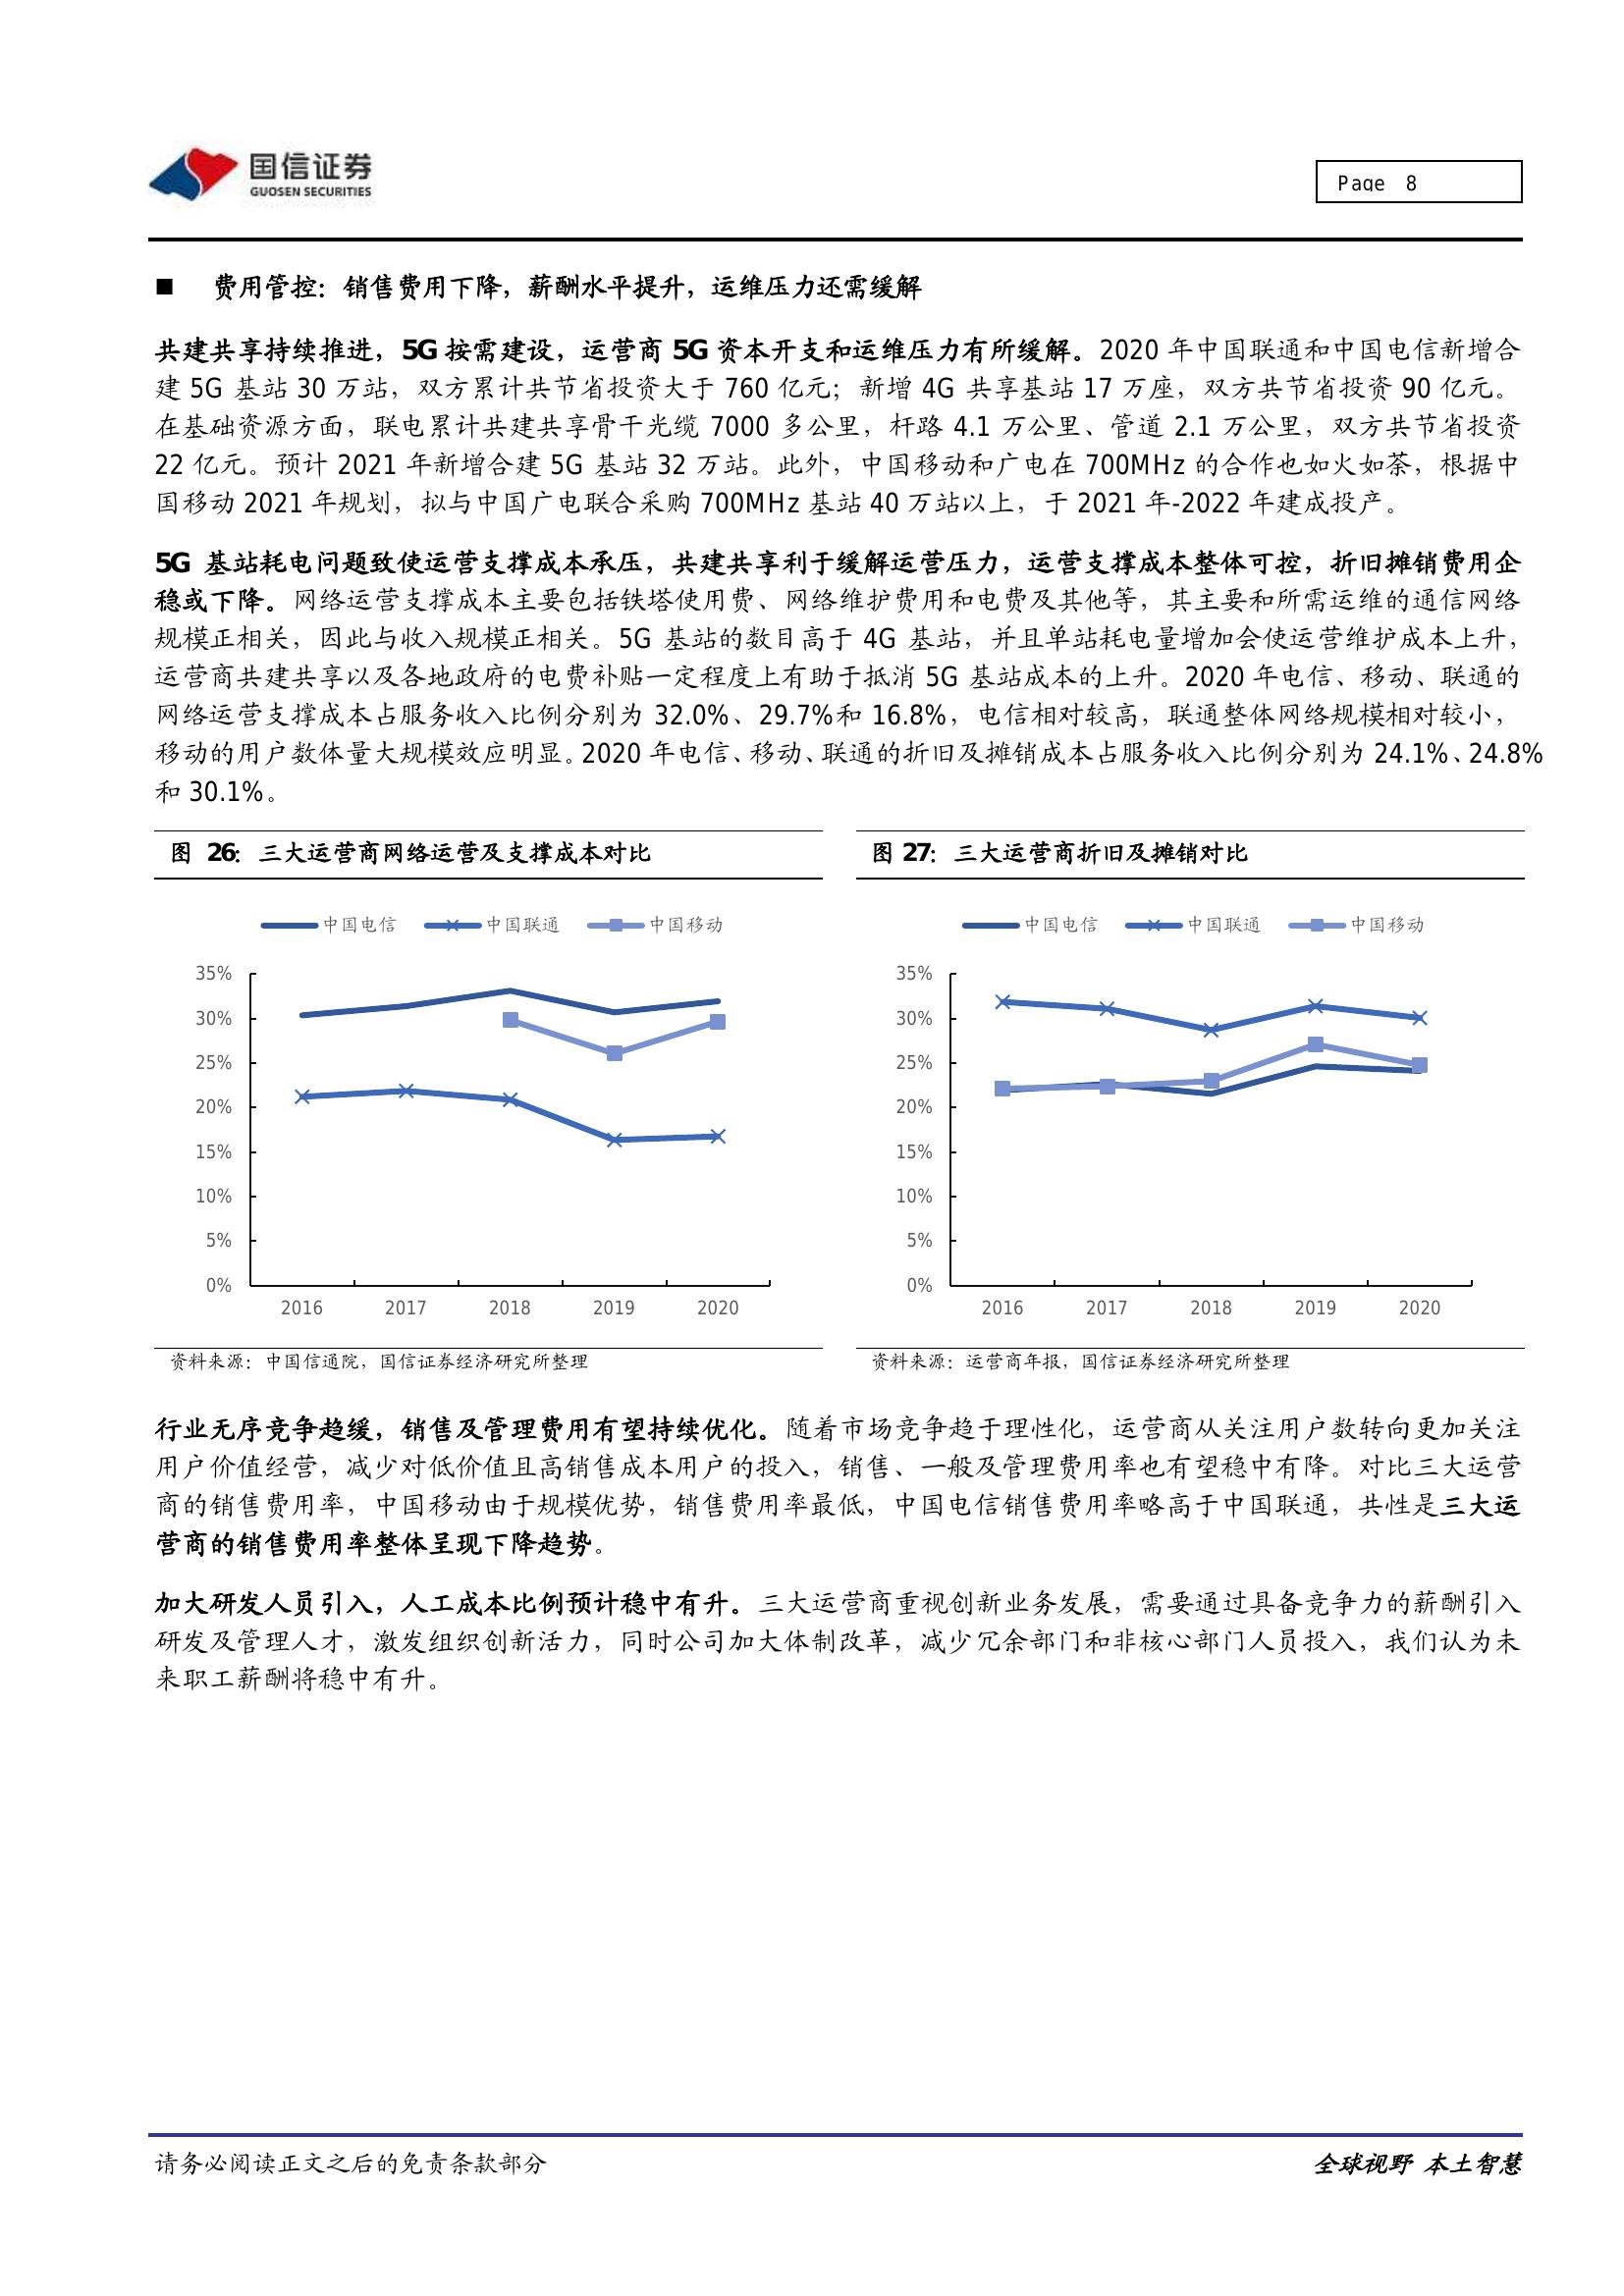 国信证券
GUOSEN SECURITIES
Page 8
■ 费用管控：销售费用下降，薪酬水平提升，运维压力还需缓解
共建共享持续推进，5G 按需建设，运营商 5G 资本开支和运维压力有所缓解。2020 年中国联通和中国电信新增合
建 5G 基站 30 万站，双方累计共节省投资大于 760 亿元；新增 4G 共享基站 17 万座，双方共节省投资 90 亿元。
在基础资源方面，联电累计共建共享骨干光缆 7000 多公里，杆路 4.1 万公里、管道 2.1 万公里，双方共节省投资
22 亿元。预计 2021 年新增合建 5G 基站 32 万站。此外，中国移动和广电在 700MHz 的合作也如火如荼，根据中
国移动 2021 年规划，拟与中国广电联合采购 700MHz 基站 40 万站以上，于 2021 年-2022 年建成投产。
5G 基站耗电问题致使运营支撑成本承压，共建共享利于缓解运营压力，运营支撑成本整体可控，折旧摊销费用企
稳或下降。网络运营支撑成本主要包括铁塔使用费、网络维护费用和电费及其他等，其主要和所需运维的通信网络
规模正相关，因此与收入规模正相关。5G 基站的数目高于 4G 基站，并且单站耗电量增加会使运营维护成本上升，
运营商共建共享以及各地政府的电费补贴一定程度上有助于抵消 5G 基站成本的上升。2020 年电信、移动、联通的
网络运营支撑成本占服务收入比例分别为 32.0%、29.7%和 16.8%，电信相对较高，联通整体网络规模相对较小，
移动的用户数体量大规模效应明显。2020 年电信、移动、联通的折旧及摊销成本占服务收入比例分别为 24.1%、24.8%
和 30.1%。
图 26：三大运营商网络运营及支撑成本对比
中国电信 中国联通 中国移动
35%
30%
25%
20%
15%
10%
5%
0%
2016 2017 2018 2019 2020
资料来源：中国信通院，国信证券经济研究所整理
图 27：三大运营商折旧及摊销对比
中国电信 中国联通 中国移动
35%
30%
25%
20%
15%
10%
5%
0%
2016 2017 2018 2019 2020
资料来源：运营商年报，国信证券经济研究所整理
行业无序竞争趋缓，销售及管理费用有望持续优化。随着市场竞争趋于理性化，运营商从关注用户数转向更加关注
用户价值经营，减少对低价值且高销售成本用户的投入，销售、一般及管理费用率也有望稳中有降。对比三大运营
商的销售费用率，中国移动由于规模优势，销售费用率最低，中国电信销售费用率略高于中国联通，共性是三大运
营商的销售费用率整体呈现下降趋势。
加大研发人员引入，人工成本比例预计稳中有升。三大运营商重视创新业务发展，需要通过具备竞争力的薪酬引入
研发及管理人才，激发组织创新活力，同时公司加大体制改革，减少冗余部门和非核心部门人员投入，我们认为未
来职工薪酬将稳中有升。
请务必阅读正文之后的免责条款部分
全球视野 本土智慧